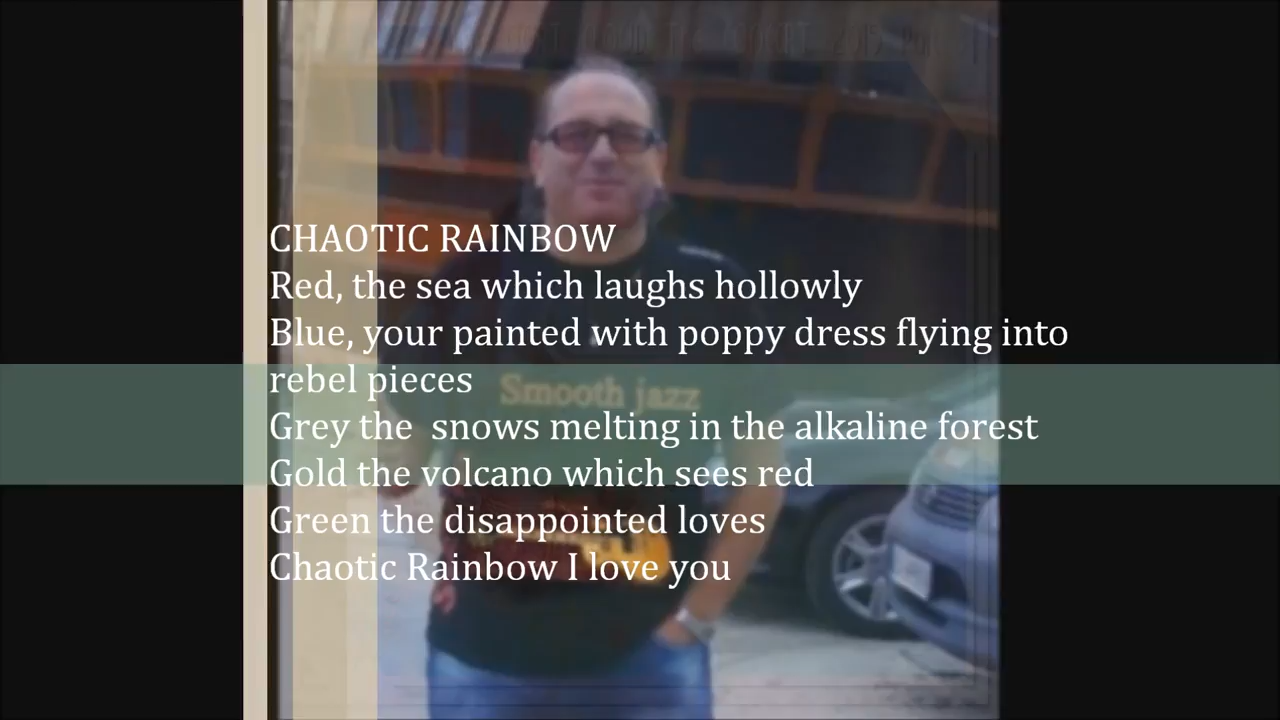 CHAOTIC RAINBOW
Red, the sea which laughs hollowly
Blue, your painted with poppy dress flying into
rebel pieces
Smooth jazz
Grey the  snows melting in the alkaline forest
Gold the volcano which sees red
Green the disappointed loves
Chaotic Rainbow I love you